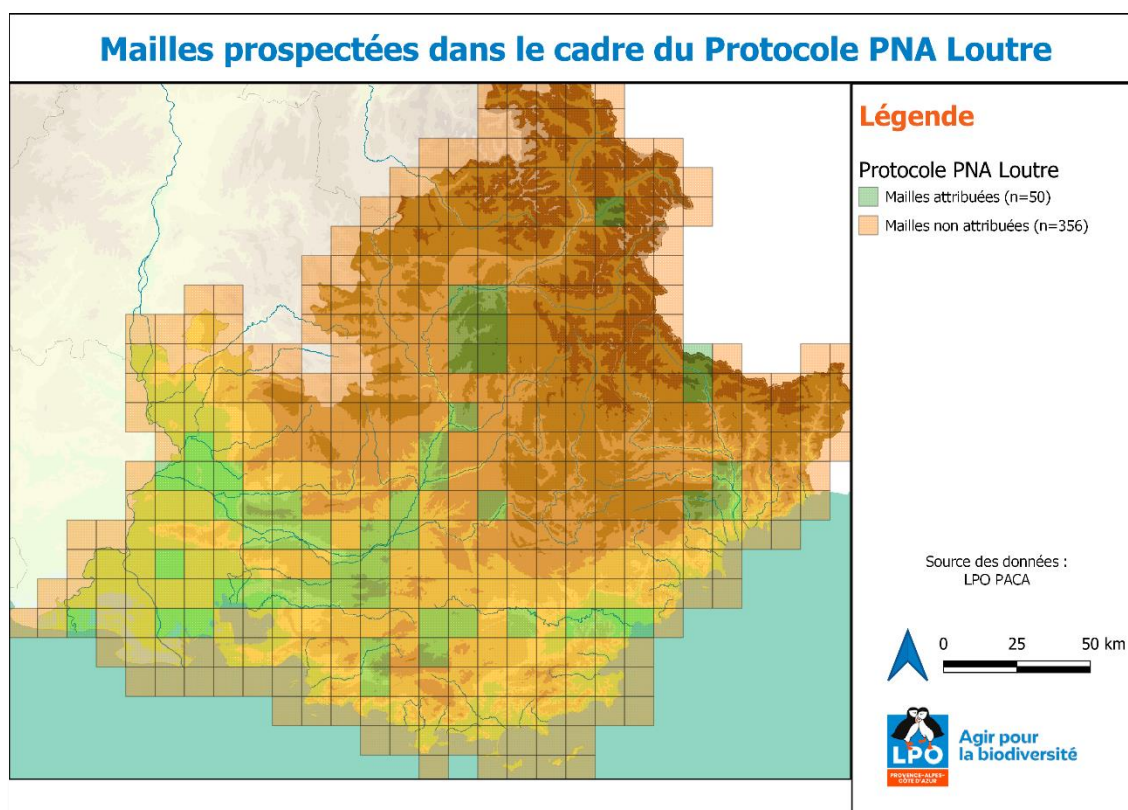 Mailles prospectées dans le cadre du Protocole PNA Loutre
Légende
Protocole PNA Loutre
Mailles attribuées (n=50)
Mailles non attribuées (n=356)
Source des données :
LPO PACA
0 25 50 km
LPO
PROVENCE-ALPES-
CÔTE D'AZUR
Agir pour
la biodiversité